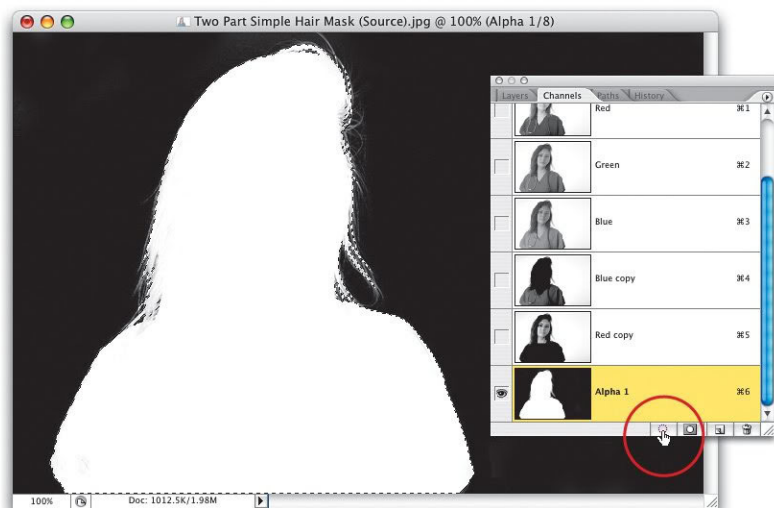 Two Part Simple Hair Mask (Source).jpg @ 100% (Alpha 1/8)
Layers Channels Paths History
Red ⌘1
Green ⌘2
Blue ⌘3
Blue copy ⌘4
Red copy ⌘5
Alpha 1 ⌘6
100% Doc: 1012.5K/1.98M